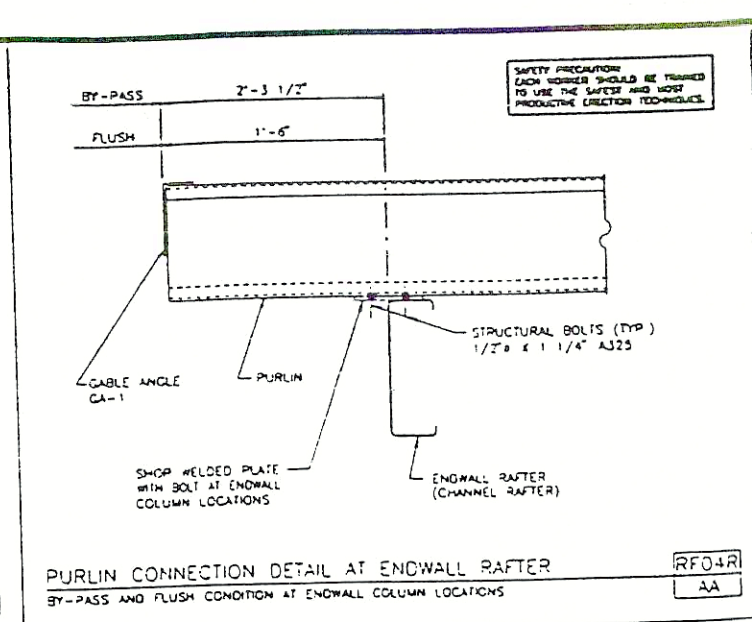 BY-PASS
2'-3 1/2"
FLUSH
1'-6"
SAFETY PRECAUTION:
EACH WORKER SHOULD BE TRAINED
TO USE THE SAFEST AND MOST
PRODUCTIVE ERECTION TECHNIQUES.
STRUCTURAL BOLTS (TYP)
1/2"ø x 1 1/4" A325
GABLE ANGLE
GA-1
PURLIN
SHOP WELDED PLATE
WITH BOLT AT ENDWALL
COLUMN LOCATIONS
ENDWALL RAFTER
(CHANNEL RAFTER)
PURLIN CONNECTION DETAIL AT ENDWALL RAFTER
BY-PASS AND FLUSH CONDITION AT ENDWALL COLUMN LOCATIONS
RF04R
AA